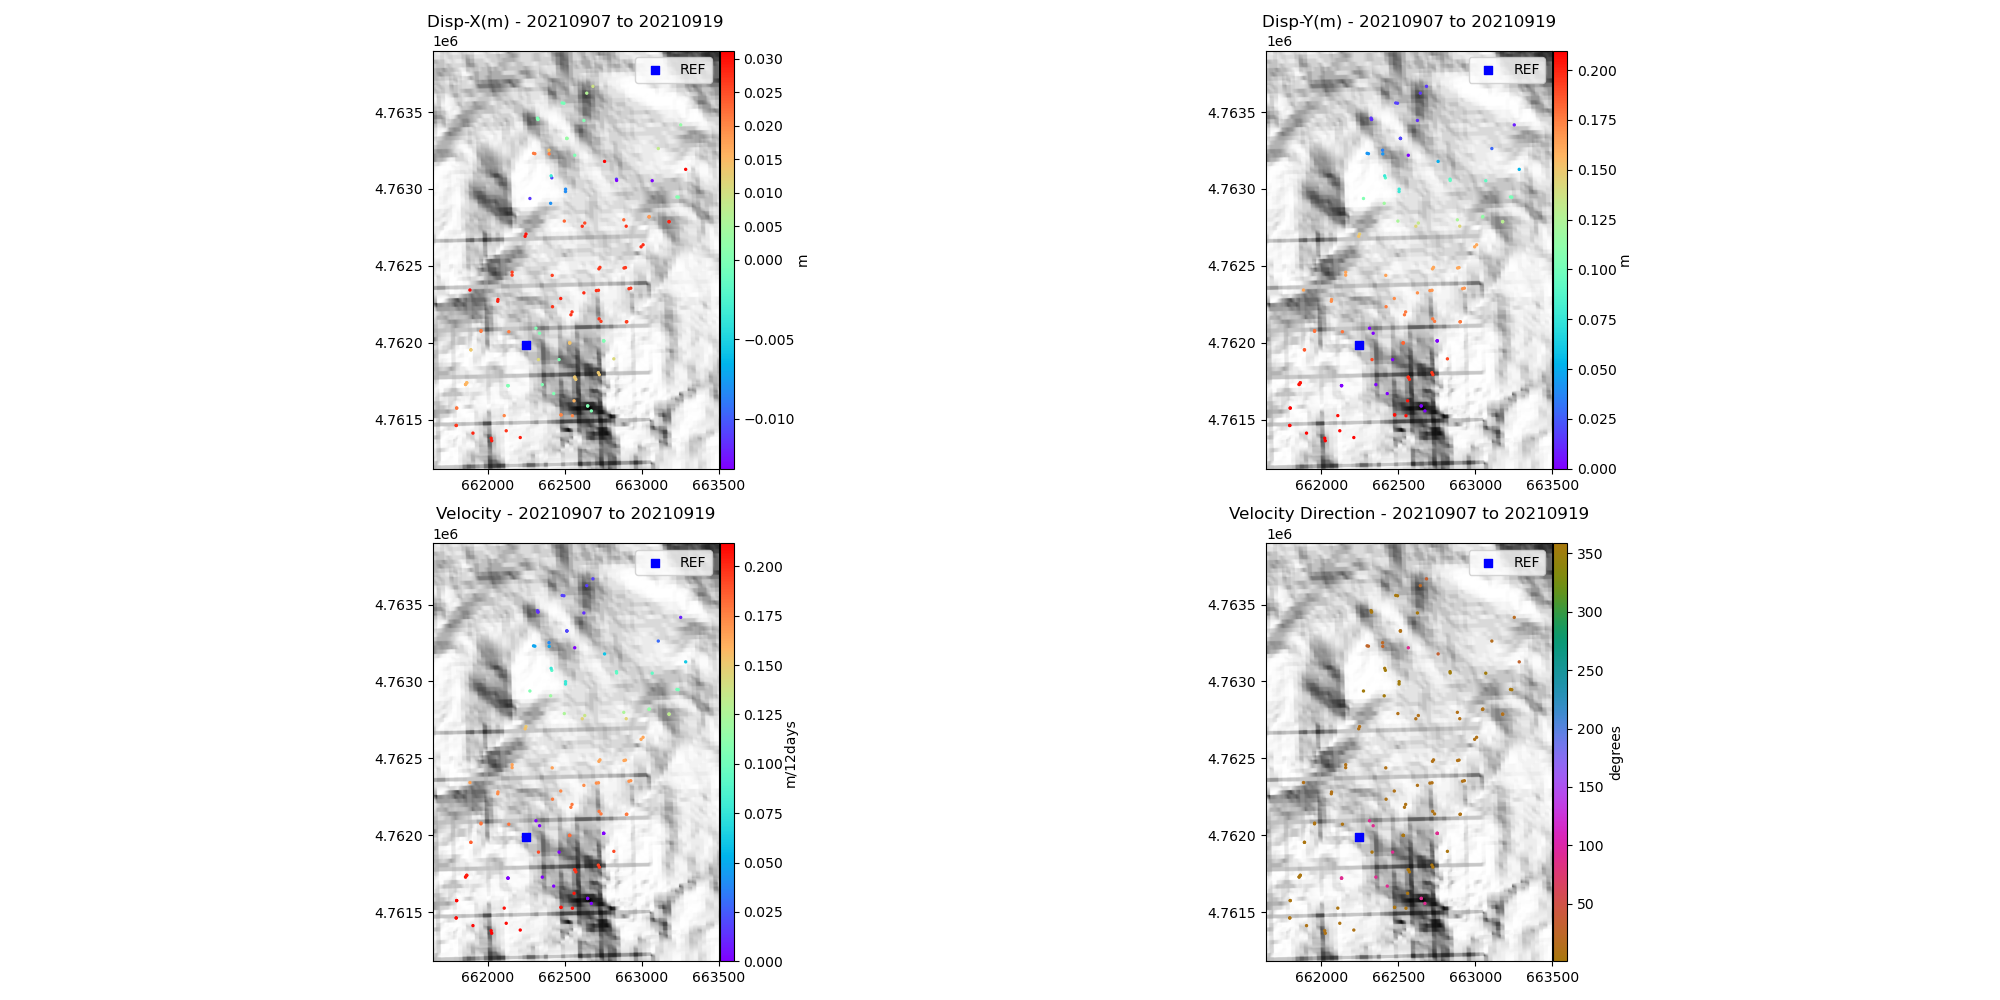 Disp-X(m) - 20210907 to 20210919
1e6
REF
4.7635
4.7630
4.7625
4.7620
4.7615
662000 662500 663000 663500
0.030
0.025
0.020
0.015
0.010
0.005
0.000
−0.005
−0.010
m
Disp-Y(m) - 20210907 to 20210919
1e6
REF
4.7635
4.7630
4.7625
4.7620
4.7615
662000 662500 663000 663500
0.200
0.175
0.150
0.125
0.100
0.075
0.050
0.025
0.000
m
Velocity - 20210907 to 20210919
1e6
REF
4.7635
4.7630
4.7625
4.7620
4.7615
662000 662500 663000 663500
0.200
0.175
0.150
0.125
0.100
0.075
0.050
0.025
0.000
m/12days
Velocity Direction - 20210907 to 20210919
1e6
REF
4.7635
4.7630
4.7625
4.7620
4.7615
662000 662500 663000 663500
350
300
250
200
150
100
50
degrees